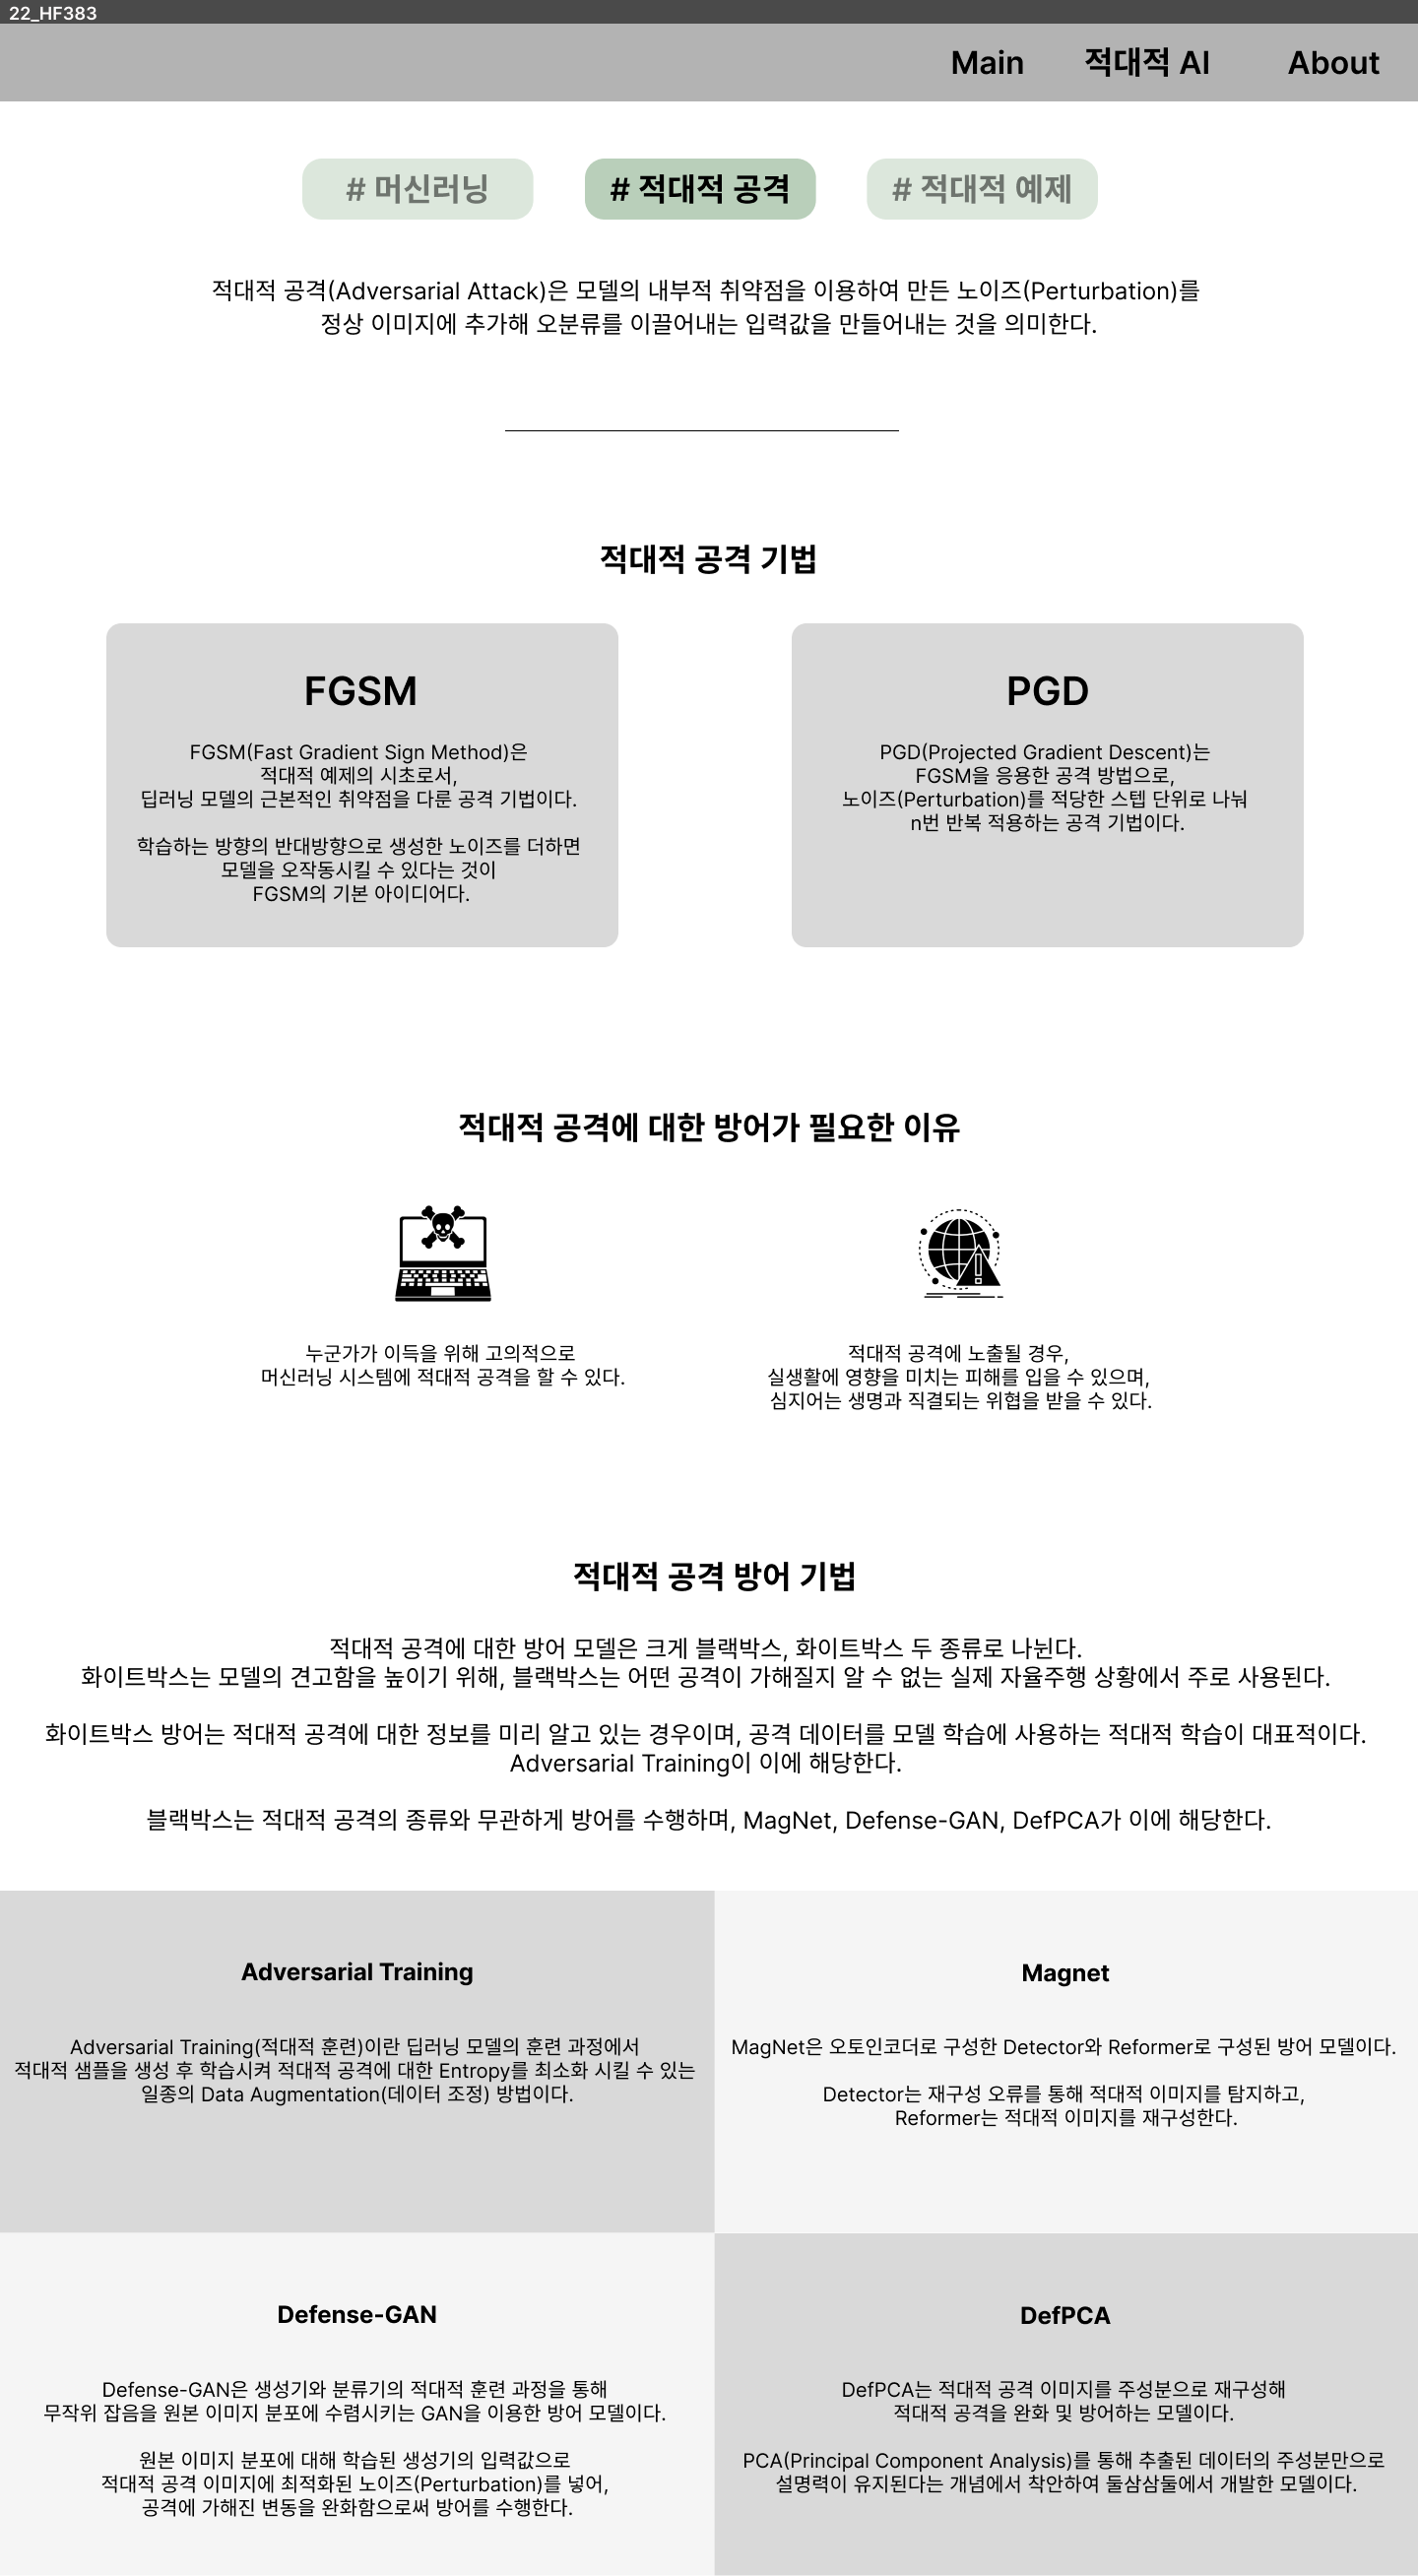 22_HF383
Main 적대적 AI About
# 머신러닝 # 적대적 공격 # 적대적 예제
적대적 공격(Adversarial Attack)은 모델의 내부적 취약점을 이용하여 만든 노이즈(Perturbation)를
정상 이미지에 추가해 오분류를 이끌어내는 입력값을 만들어내는 것을 의미한다.
적대적 공격 기법
FGSM
FGSM(Fast Gradient Sign Method)은
적대적 예제의 시초로서,
딥러닝 모델의 근본적인 취약점을 다룬 공격 기법이다.
학습하는 방향의 반대방향으로 생성한 노이즈를 더하면
모델을 오작동시킬 수 있다는 것이
FGSM의 기본 아이디어다.
PGD
PGD(Projected Gradient Descent)는
FGSM을 응용한 공격 방법으로,
노이즈(Perturbation)를 적당한 스텝 단위로 나눠
n번 반복 적용하는 공격 기법이다.
적대적 공격에 대한 방어가 필요한 이유
누군가가 이득을 위해 고의적으로
머신러닝 시스템에 적대적 공격을 할 수 있다.
적대적 공격에 노출될 경우,
실생활에 영향을 미치는 피해를 입을 수 있으며,
심지어는 생명과 직결되는 위협을 받을 수 있다.
적대적 공격 방어 기법
적대적 공격에 대한 방어 모델은 크게 블랙박스, 화이트박스 두 종류로 나뉜다.
화이트박스는 모델의 견고함을 높이기 위해, 블랙박스는 어떤 공격이 가해질지 알 수 없는 실제 자율주행 상황에서 주로 사용된다.
화이트박스 방어는 적대적 공격에 대한 정보를 미리 알고 있는 경우이며, 공격 데이터를 모델 학습에 사용하는 적대적 학습이 대표적이다.
Adversarial Training이 이에 해당한다.
블랙박스는 적대적 공격의 종류와 무관하게 방어를 수행하며, MagNet, Defense-GAN, DefPCA가 이에 해당한다.
Adversarial Training
Adversarial Training(적대적 훈련)이란 딥러닝 모델의 훈련 과정에서
적대적 샘플을 생성 후 학습시켜 적대적 공격에 대한 Entropy를 최소화 시킬 수 있는
일종의 Data Augmentation(데이터 조정) 방법이다.
Magnet
MagNet은 오토인코더로 구성한 Detector와 Reformer로 구성된 방어 모델이다.
Detector는 재구성 오류를 통해 적대적 이미지를 탐지하고,
Reformer는 적대적 이미지를 재구성한다.
Defense-GAN
Defense-GAN은 생성기와 분류기의 적대적 훈련 과정을 통해
무작위 잡음을 원본 이미지 분포에 수렴시키는 GAN을 이용한 방어 모델이다.
원본 이미지 분포에 대해 학습된 생성기의 입력값으로
적대적 공격 이미지에 최적화된 노이즈(Perturbation)를 넣어,
공격에 가해진 변동을 완화함으로써 방어를 수행한다.
DefPCA
DefPCA는 적대적 공격 이미지를 주성분으로 재구성해
적대적 공격을 완화 및 방어하는 모델이다.
PCA(Principal Component Analysis)를 통해 추출된 데이터의 주성분만으로
설명력이 유지된다는 개념에서 착안하여 둘삼삼둘에서 개발한 모델이다.